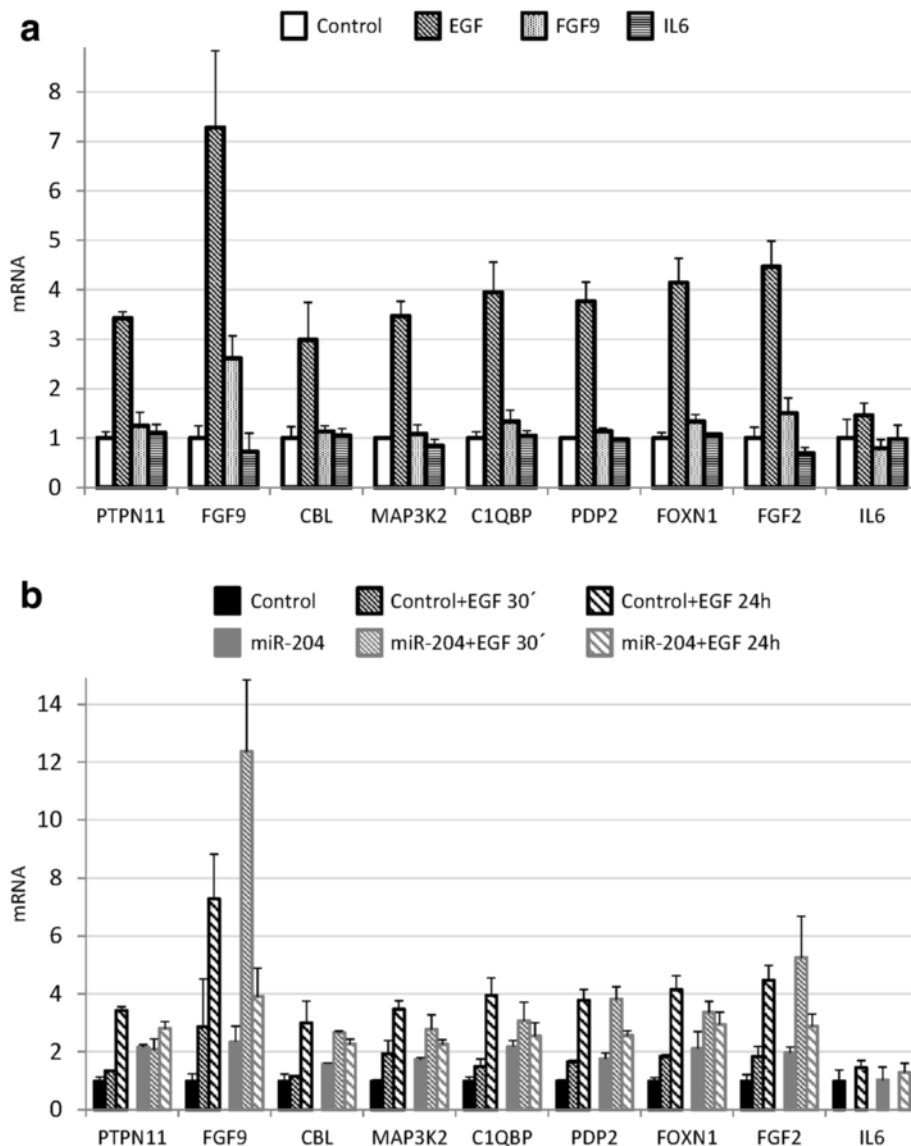 a
Control EGF FGF9 IL6
8
7
6
5
4
3
2
1
0
mRNA
PTPN11 FGF9 CBL MAP3K2 C1QBP PDP2 FOXN1 FGF2 IL6
b
Control Control+EGF 30´ Control+EGF 24h
miR-204 miR-204+EGF 30´ miR-204+EGF 24h
14
12
10
8
6
4
2
0
mRNA
PTPN11 FGF9 CBL MAP3K2 C1QBP PDP2 FOXN1 FGF2 IL6